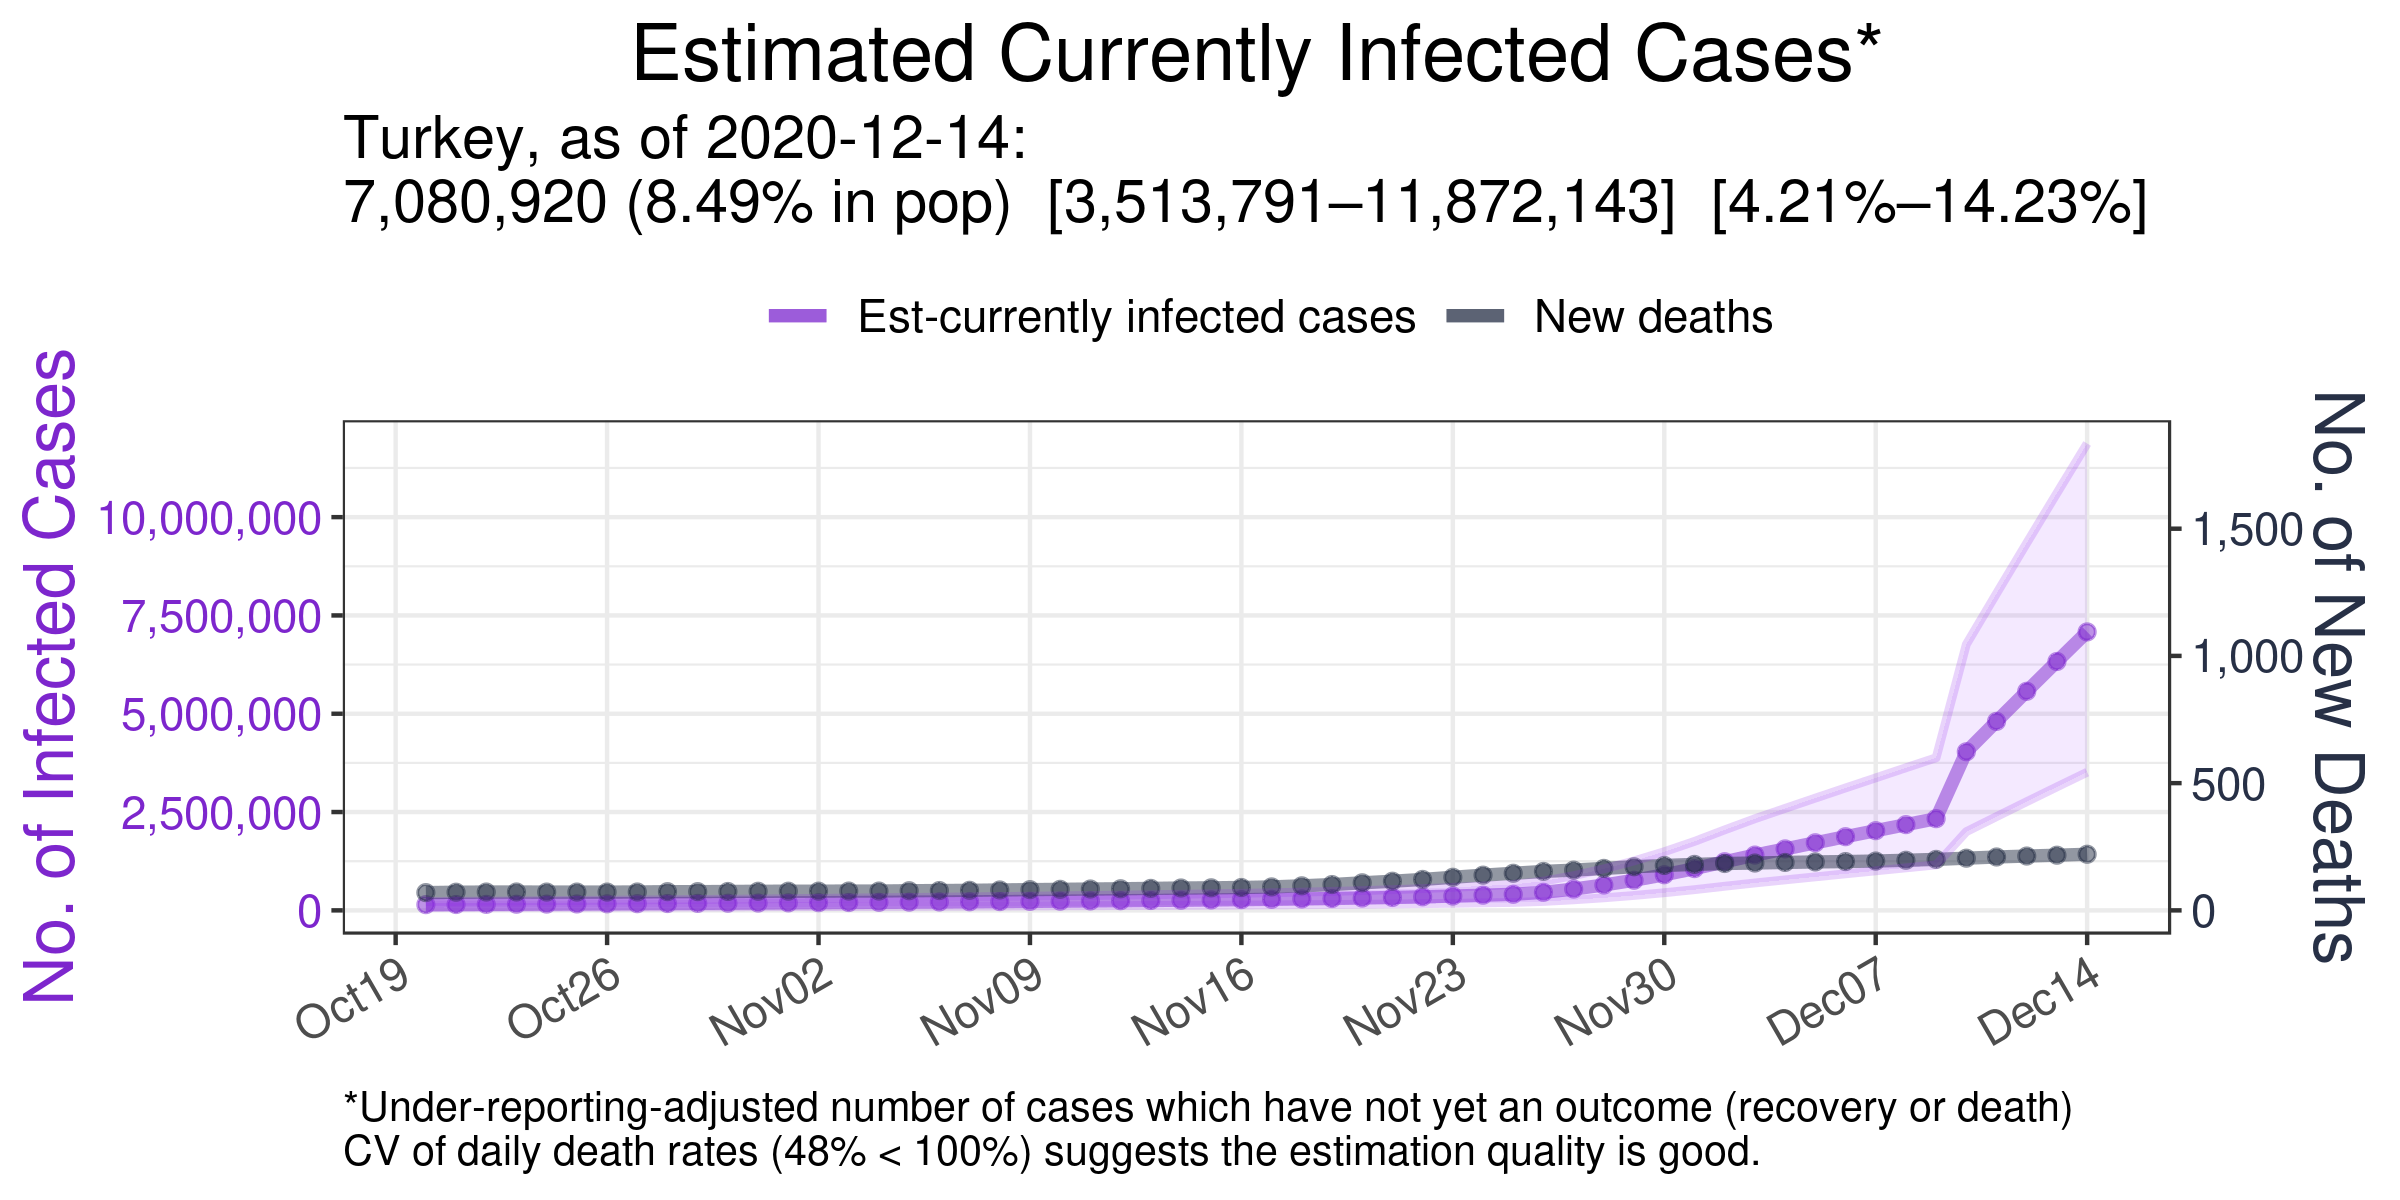 Estimated Currently Infected Cases*
Turkey, as of 2020-12-14:
7,080,920 (8.49% in pop)  [3,513,791–11,872,143]  [4.21%–14.23%]
Est-currently infected cases
New deaths
No. of Infected Cases
10,000,000
7,500,000
5,000,000
2,500,000
0
1,500
1,000
500
0
No. of New Deaths
Oct19
Oct26
Nov02
Nov09
Nov16
Nov23
Nov30
Dec07
Dec14
*Under-reporting-adjusted number of cases which have not yet an outcome (recovery or death)
CV of daily death rates (48% < 100%) suggests the estimation quality is good.